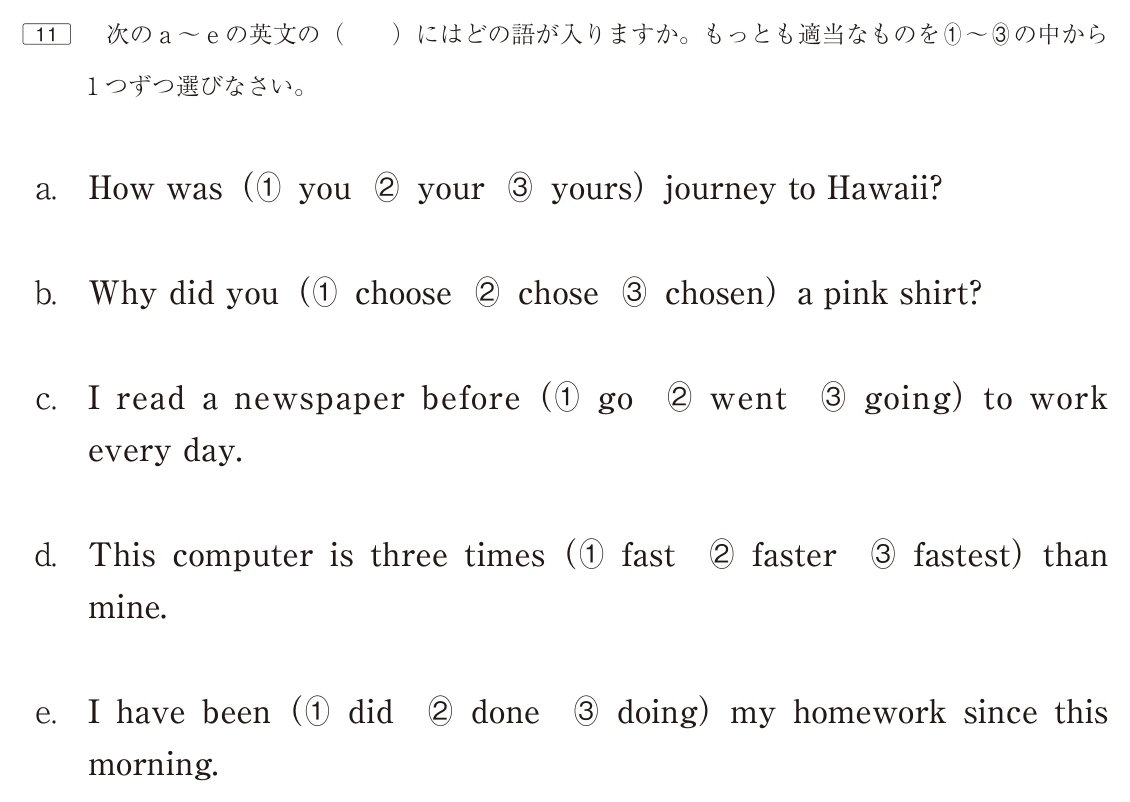 11 次のa～eの英文の（　　）にはどの語が入りますか。もっとも適当なものを①～③の中から
1つずつ選びなさい。
a. How was (① you ② your ③ yours) journey to Hawaii?
b. Why did you (① choose ② chose ③ chosen) a pink shirt?
c. I read a newspaper before (① go ② went ③ going) to work
every day.
d. This computer is three times (① fast ② faster ③ fastest) than
mine.
e. I have been (① did ② done ③ doing) my homework since this
morning.